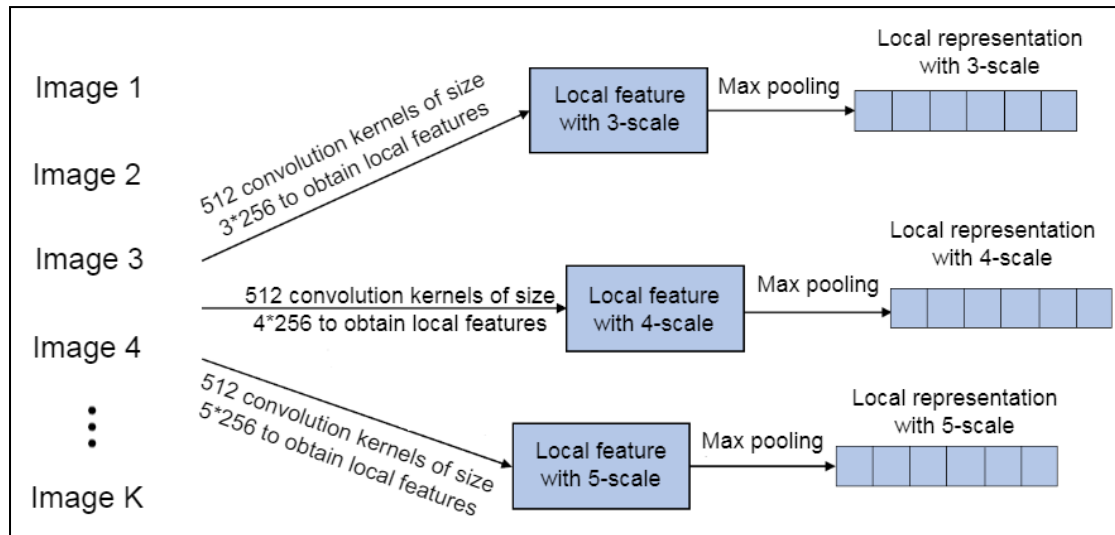 Image 1
Image 2
Image 3
Image 4
Image K
512 convolution kernels of size
3*256 to obtain local features
Local feature
with 3-scale
Max pooling
Local representation
with 3-scale
512 convolution kernels of size
4*256 to obtain local features
Local feature
with 4-scale
Max pooling
Local representation
with 4-scale
512 convolution kernels of size
5*256 to obtain local features
Local feature
with 5-scale
Max pooling
Local representation
with 5-scale